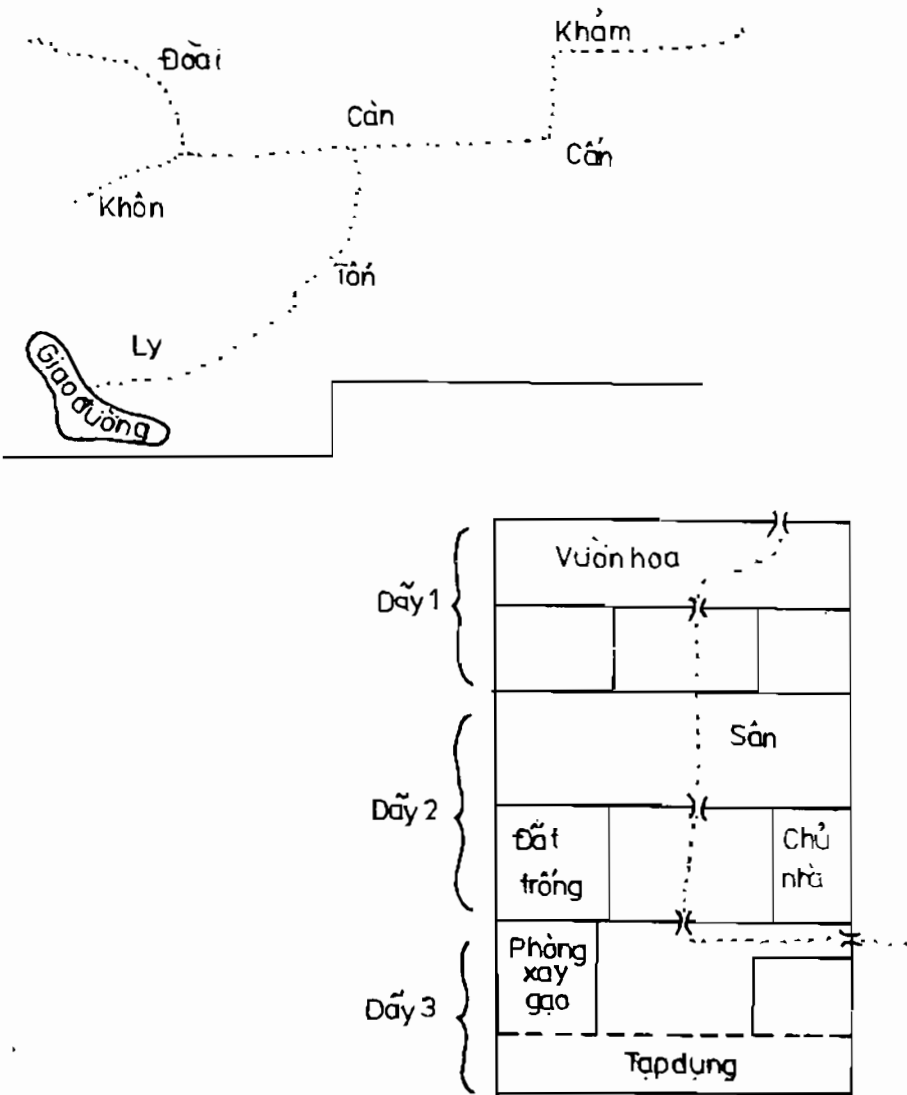 Khảm
Đoài
Càn
Cấn
Khôn
Tốn
Ly
Giao đường
Vườn hoa
Dãy 1
Sân
Dãy 2
Đất
trống
Chủ
nhà
Phòng
xay
gạo
Dãy 3
Tạp dụng